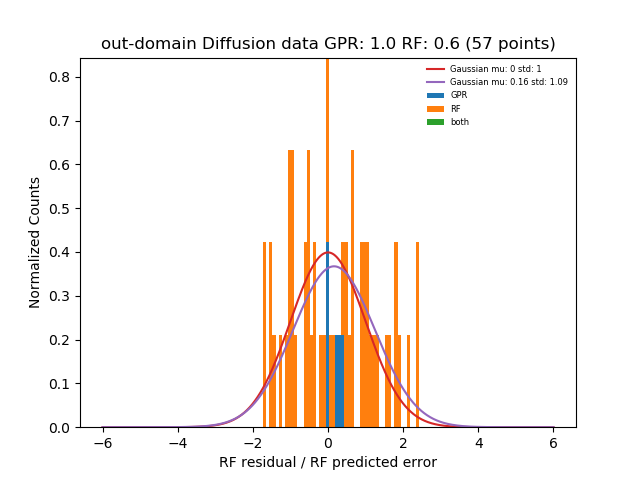 out-domain Diffusion data GPR: 1.0 RF: 0.6 (57 points)
Gaussian mu: 0 std: 1
Gaussian mu: 0.16 std: 1.09
GPR
RF
both
Normalized Counts
0.8
0.7
0.6
0.5
0.4
0.3
0.2
0.1
0.0
−6 −4 −2 0 2 4 6
RF residual / RF predicted error